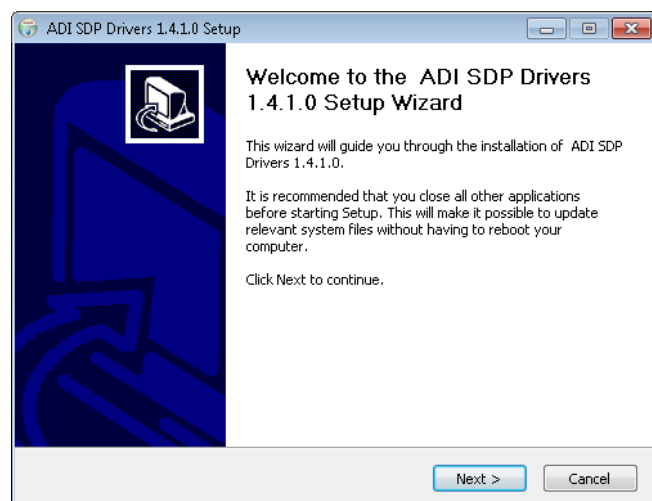 ADI SDP Drivers 1.4.1.0 Setup
Welcome to the ADI SDP Drivers
1.4.1.0 Setup Wizard
This wizard will guide you through the installation of ADI SDP
Drivers 1.4.1.0.
It is recommended that you close all other applications
before starting Setup. This will make it possible to update
relevant system files without having to reboot your
computer.
Click Next to continue.
Next >
Cancel